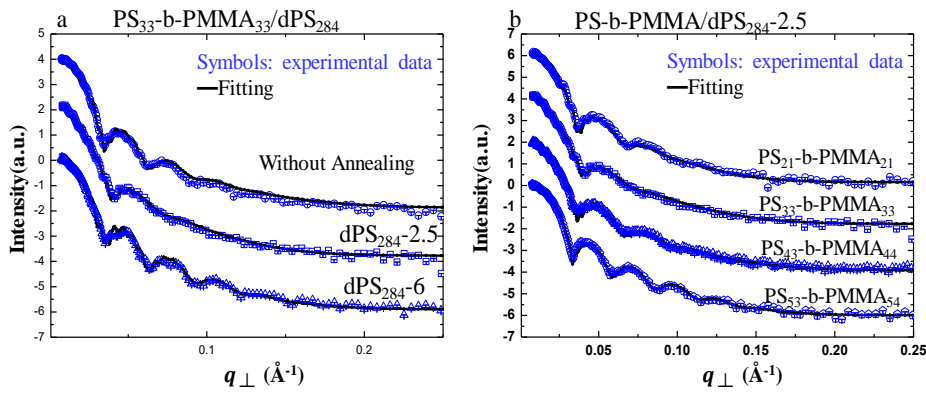 a PS₃₃-b-PMMA₃₃/dPS₂₈₄
Symbols: experimental data
Fitting
Without Annealing
dPS₂₈₄-2.5
dPS₂₈₄-6
Intensity(a.u.)
5
4
3
2
1
0
-1
-2
-3
-4
-5
-6
-7
0.1
0.2
q⊥ (Å⁻¹)
b PS-b-PMMA/dPS₂₈₄-2.5
Symbols: experimental data
Fitting
PS₂₁-b-PMMA₂₁
PS₃₃-b-PMMA₃₃
PS₄₃-b-PMMA₄₄
PS₅₃-b-PMMA₅₄
Intensity(a.u.)
7
6
5
4
3
2
1
0
-1
-2
-3
-4
-5
-6
-7
0.05
0.10
0.15
0.20
0.25
q⊥ (Å⁻¹)